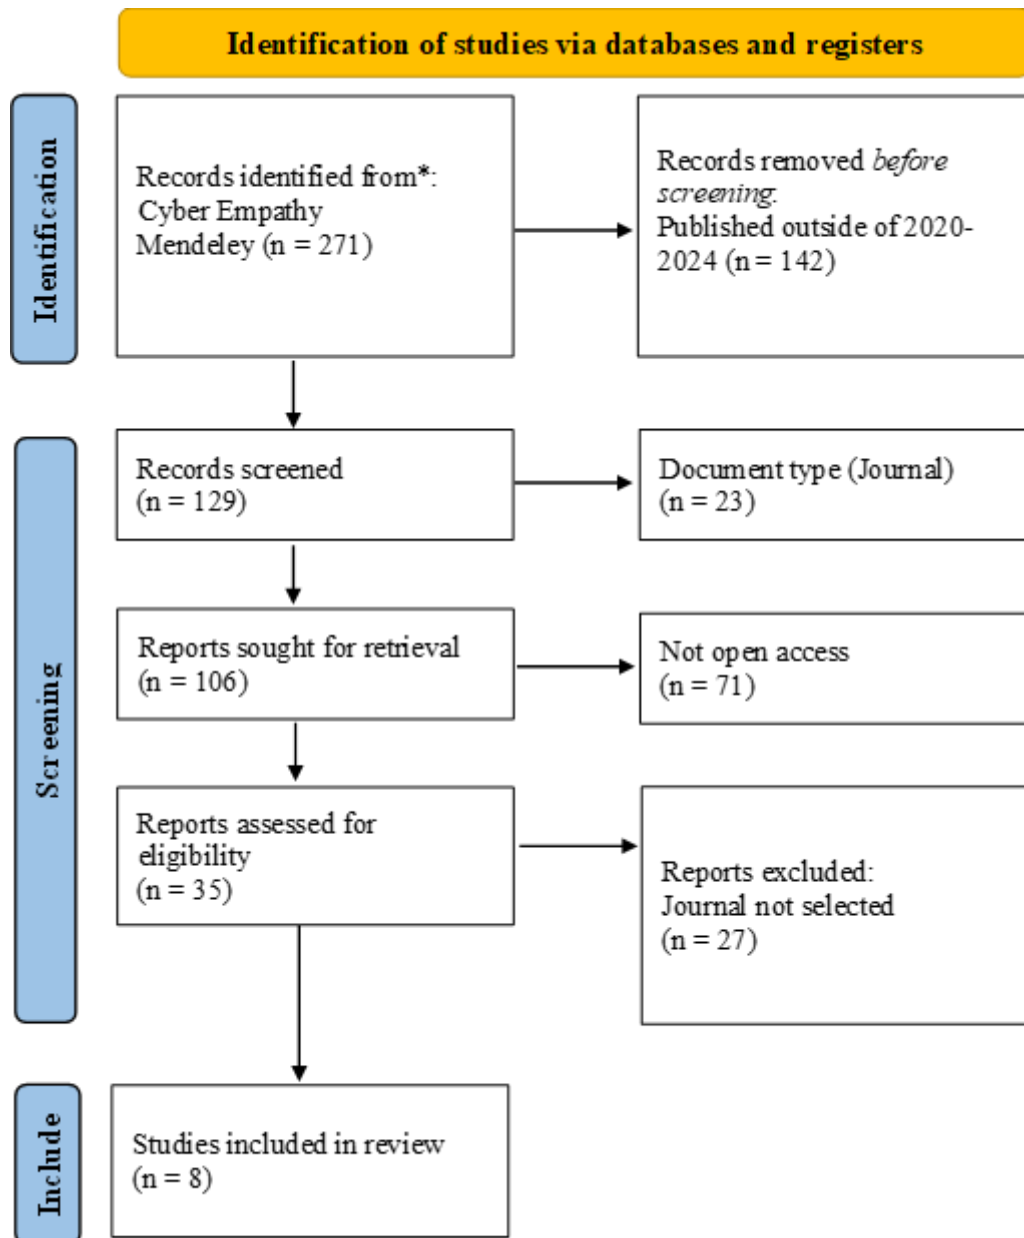 Identification of studies via databases and registers
Identification
Records identified from*:
Cyber Empathy
Mendeley (n = 271)
Records removed before
screening:
Published outside of 2020-
2024 (n = 142)
Screening
Records screened
(n = 129)
Document type (Journal)
(n = 23)
Reports sought for retrieval
(n = 106)
Not open access
(n = 71)
Reports assessed for
eligibility
(n = 35)
Reports excluded:
Journal not selected
(n = 27)
Include
Studies included in review
(n = 8)